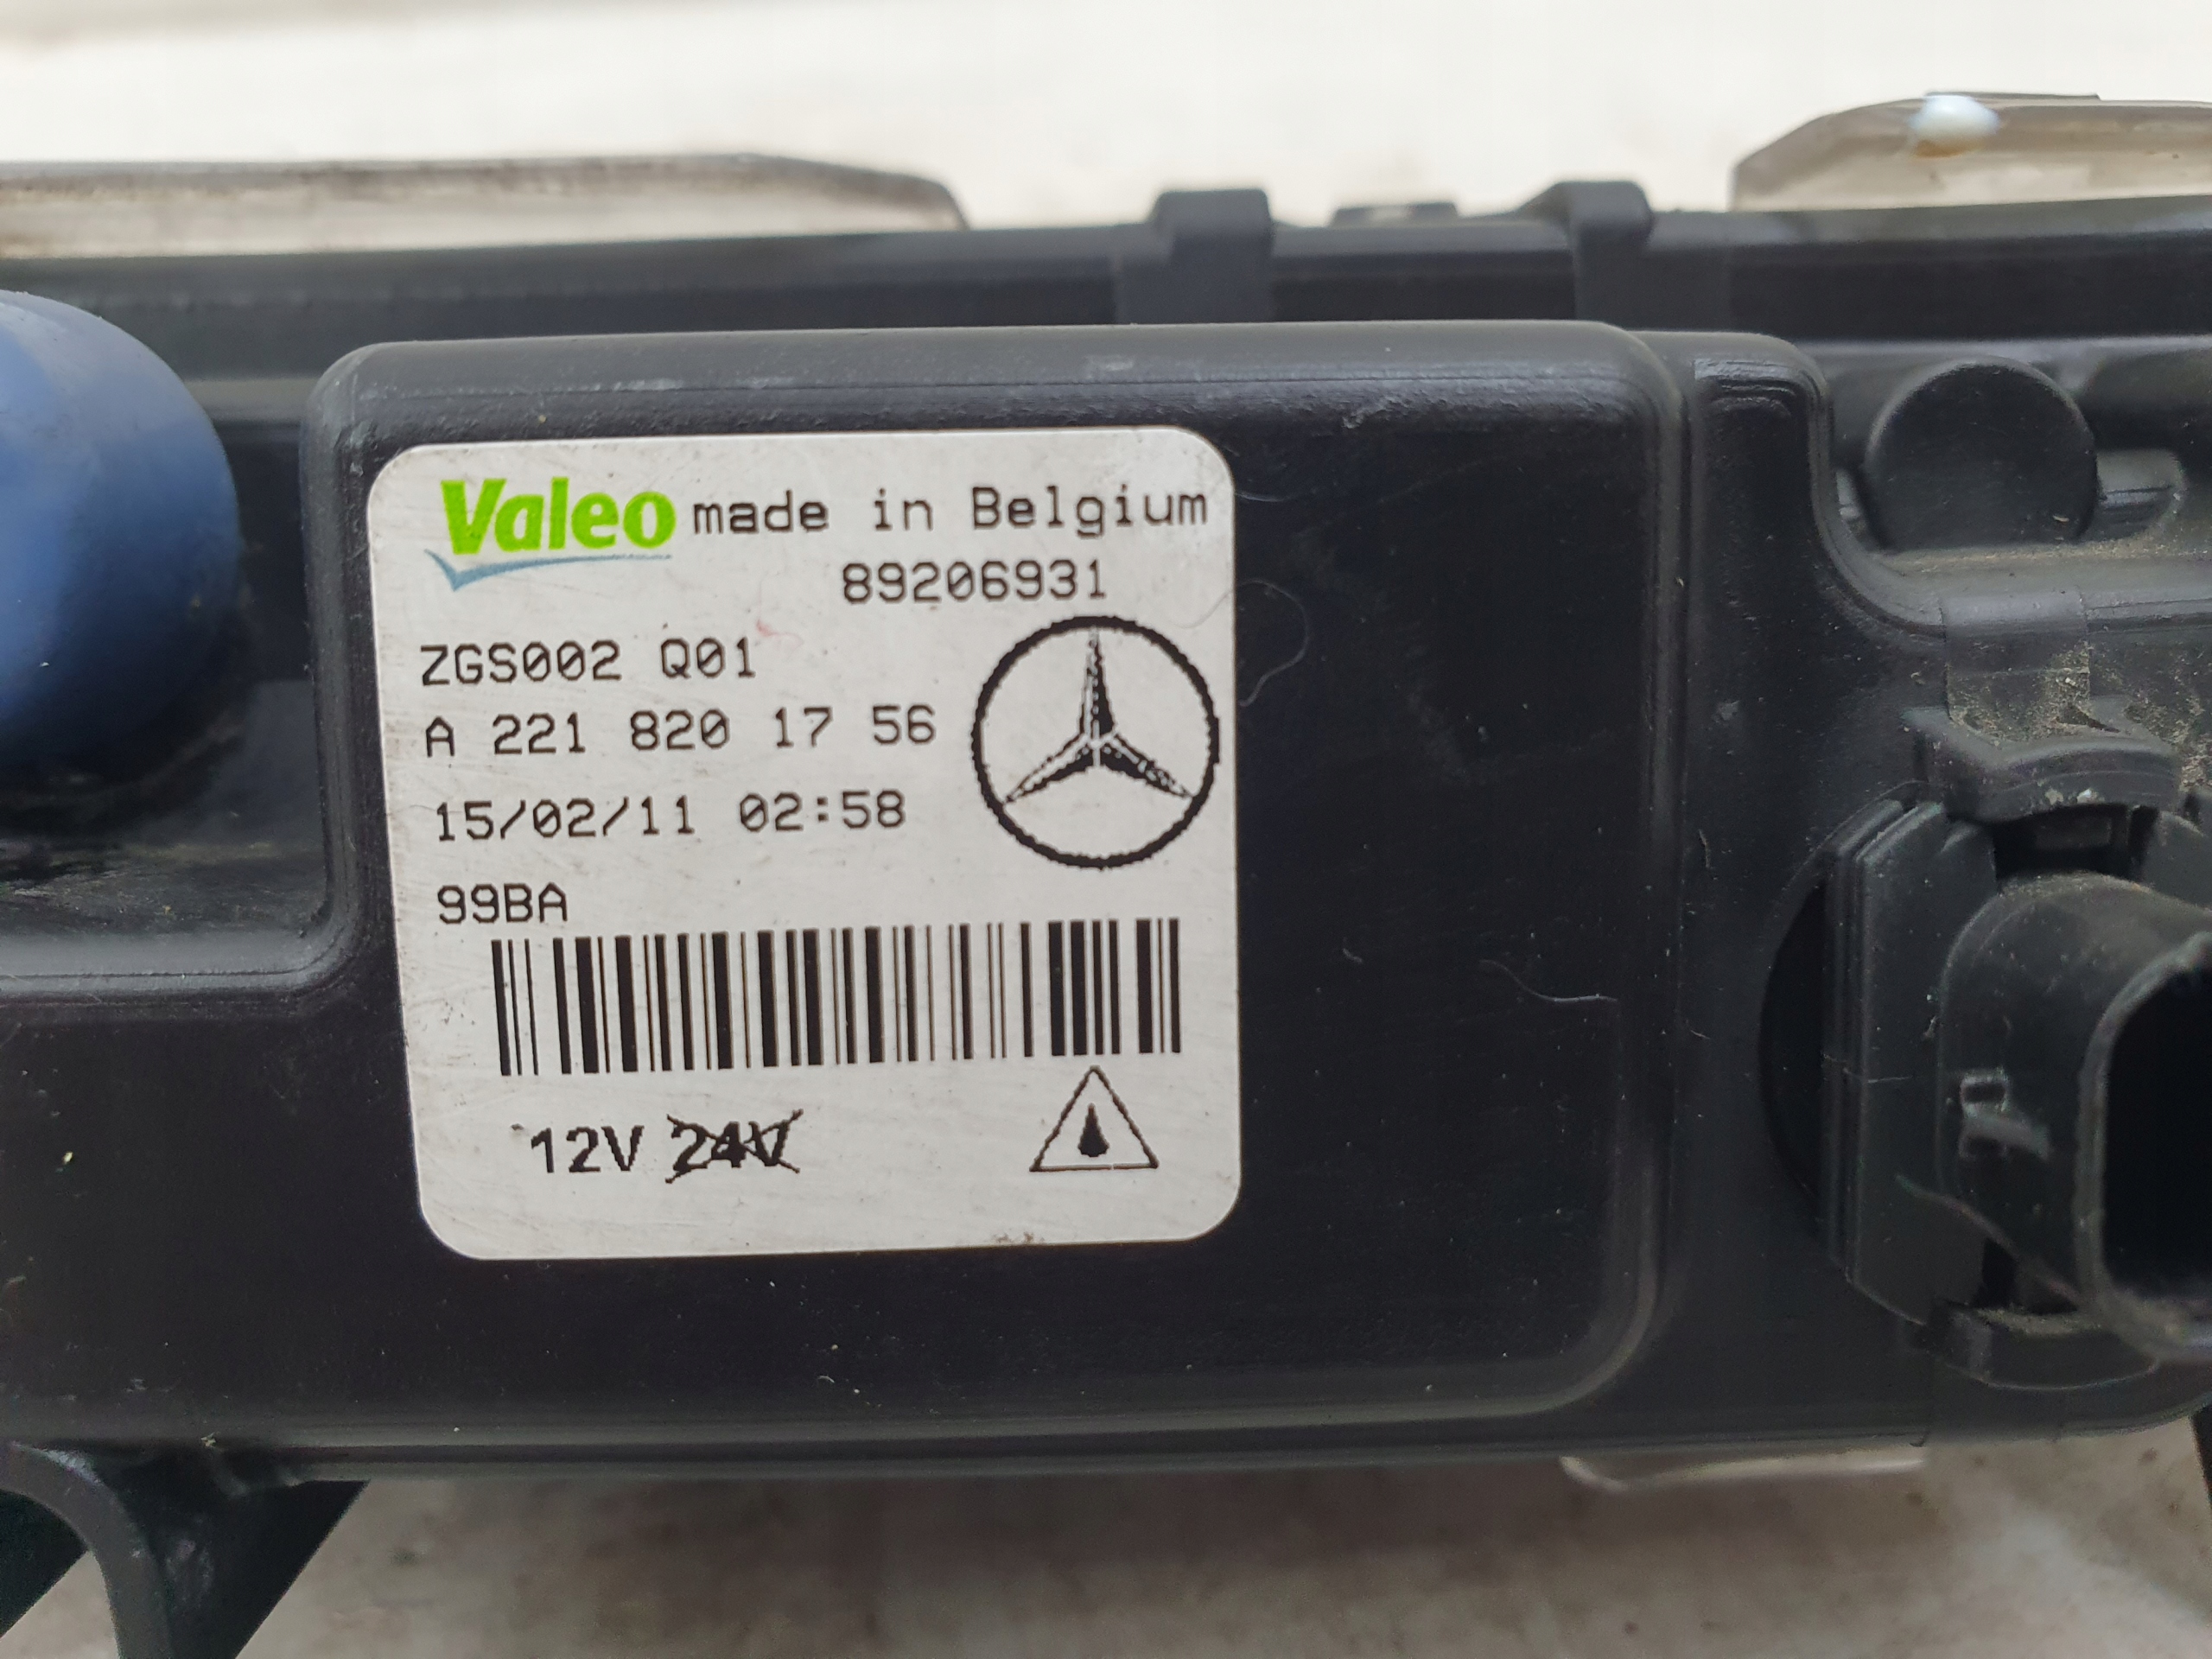 Valeo made in Belgium
89206931
ZGS002 Q01
A 221 820 17 56
15/02/11 02:58
99BA
12V 24V